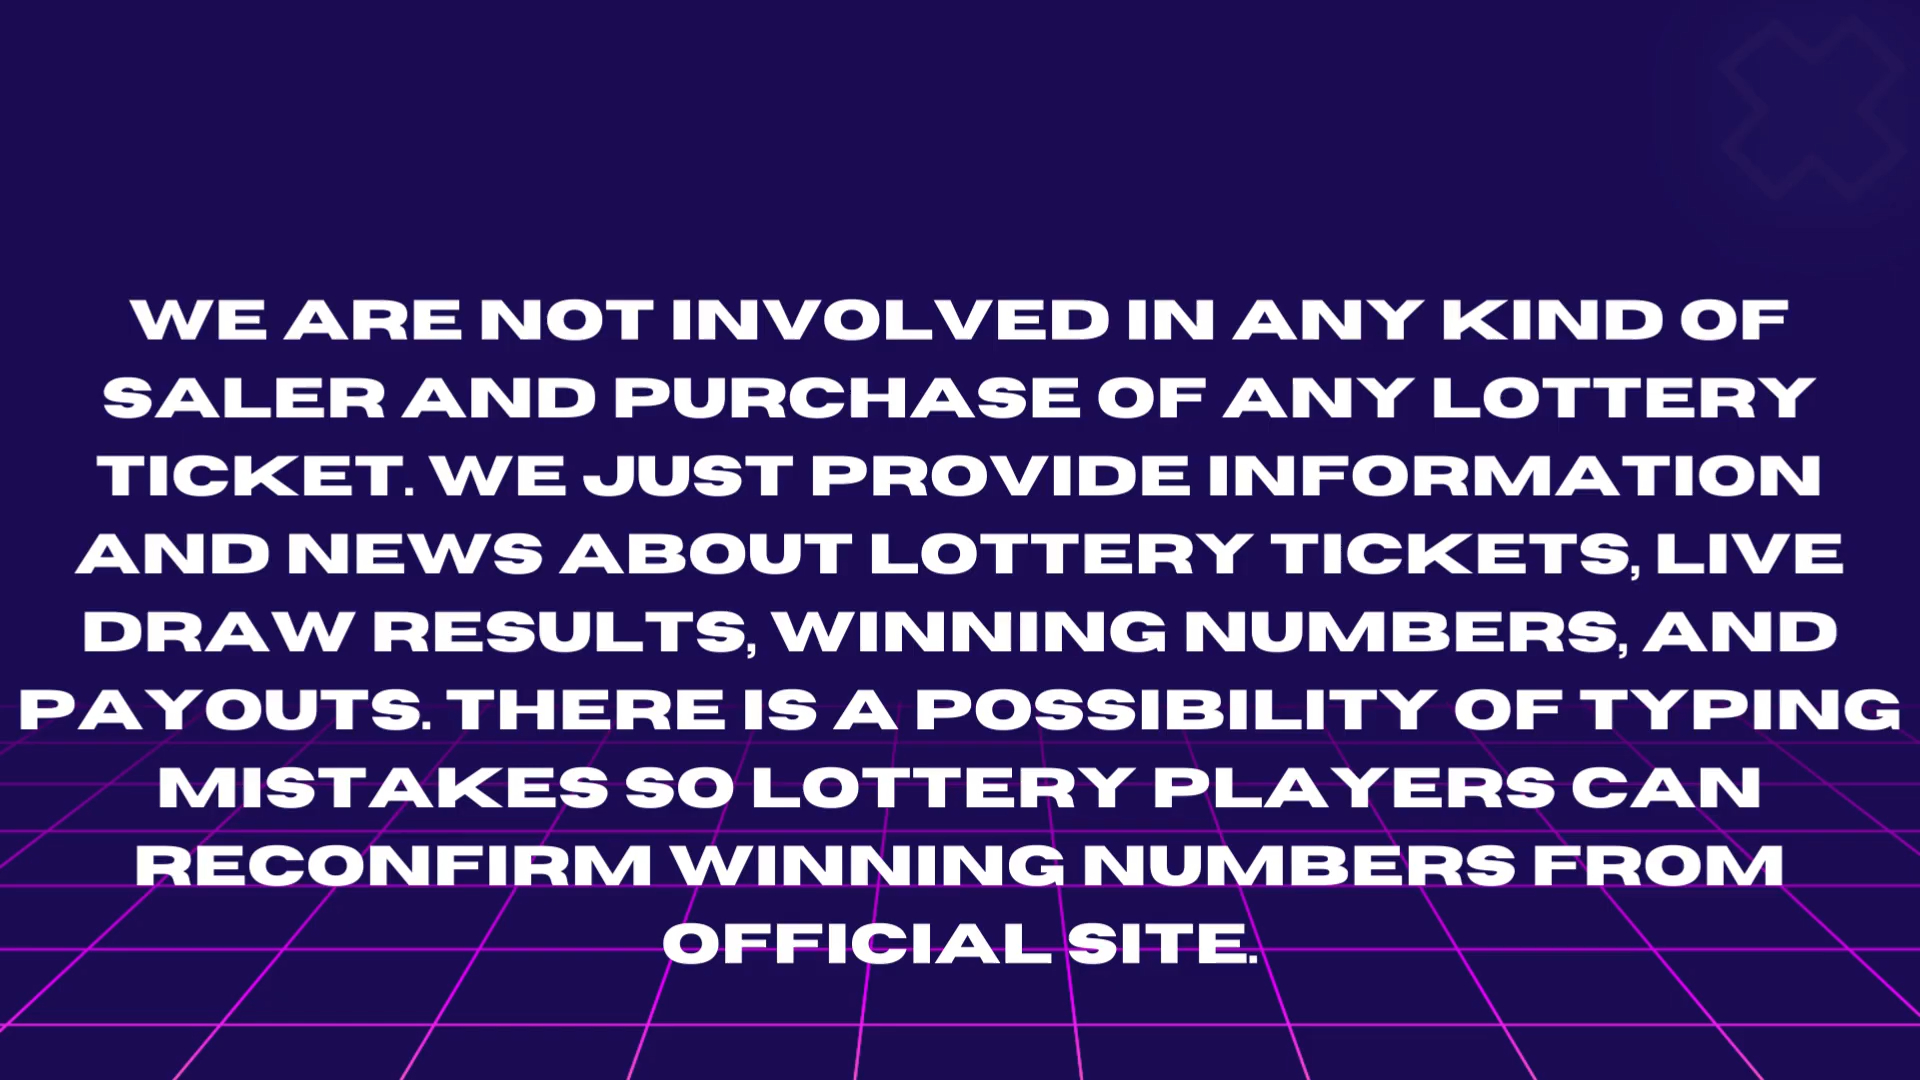 WE ARE NOT INVOLVED IN ANY KIND OF
SALER AND PURCHASE OF ANY LOTTERY
TICKET. WE JUST PROVIDE INFORMATION
AND NEWS ABOUT LOTTERY TICKETS, LIVE
DRAW RESULTS, WINNING NUMBERS, AND
PAYOUTS. THERE IS A POSSIBILITY OF TYPING
MISTAKES SO LOTTERY PLAYERS CAN
RECONFIRM WINNING NUMBERS FROM
OFFICIAL SITE.